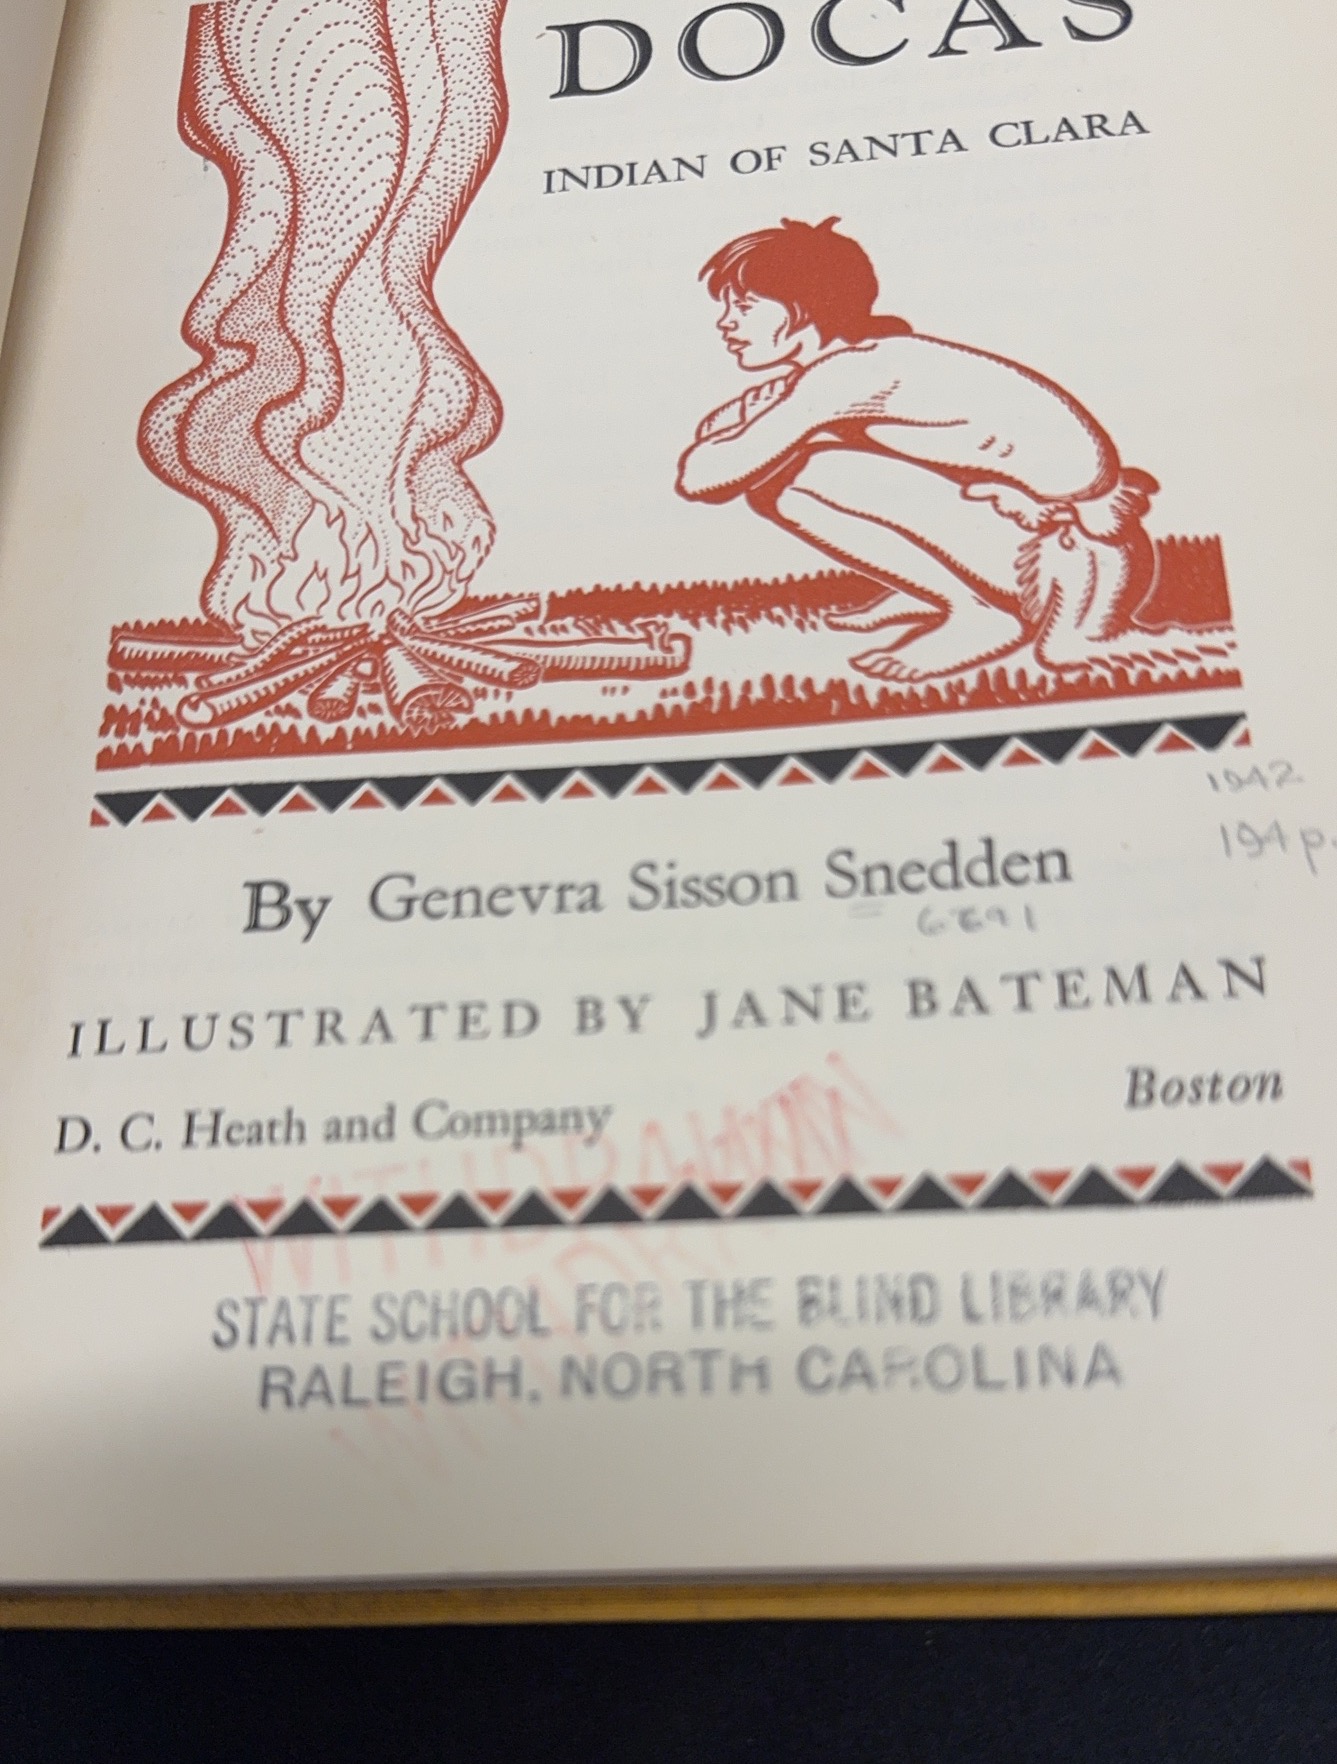 DOCAS
INDIAN OF SANTA CLARA
1942
194 p.
By Genevra Sisson Snedden
6891
ILLUSTRATED BY JANE BATEMAN
D. C. Heath and Company Boston
WITHDRAWN
STATE SCHOOL FOR THE BLIND LIBRARY
RALEIGH, NORTH CAROLINA